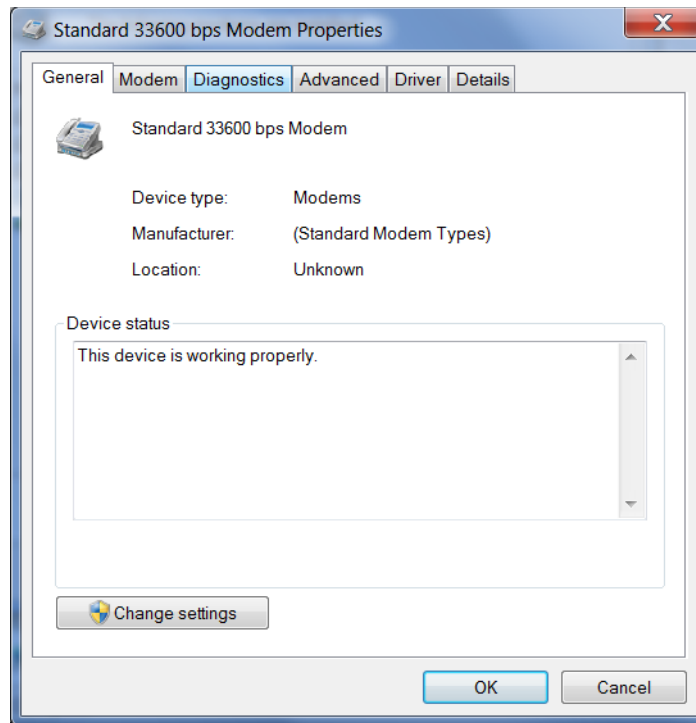 Standard 33600 bps Modem Properties
General Modem Diagnostics Advanced Driver Details
Standard 33600 bps Modem
Device type: Modems
Manufacturer: (Standard Modem Types)
Location: Unknown
Device status
This device is working properly.
Change settings
OK Cancel